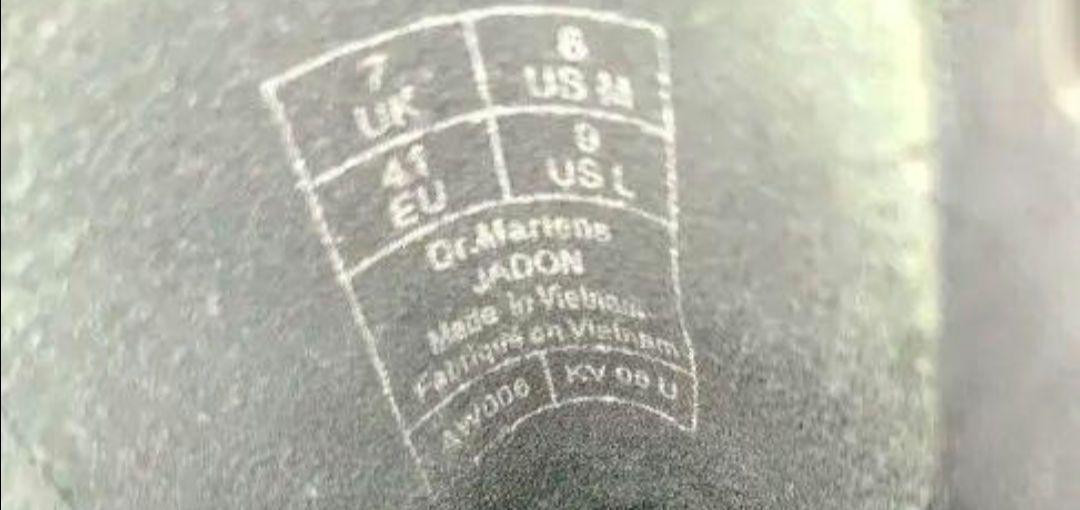 7
UK
8
US M
41
EU
9
US L
Dr.Martens
JADON
Made in Vietnam
Fabriqué en Vietnam
AW006
KV 09 U